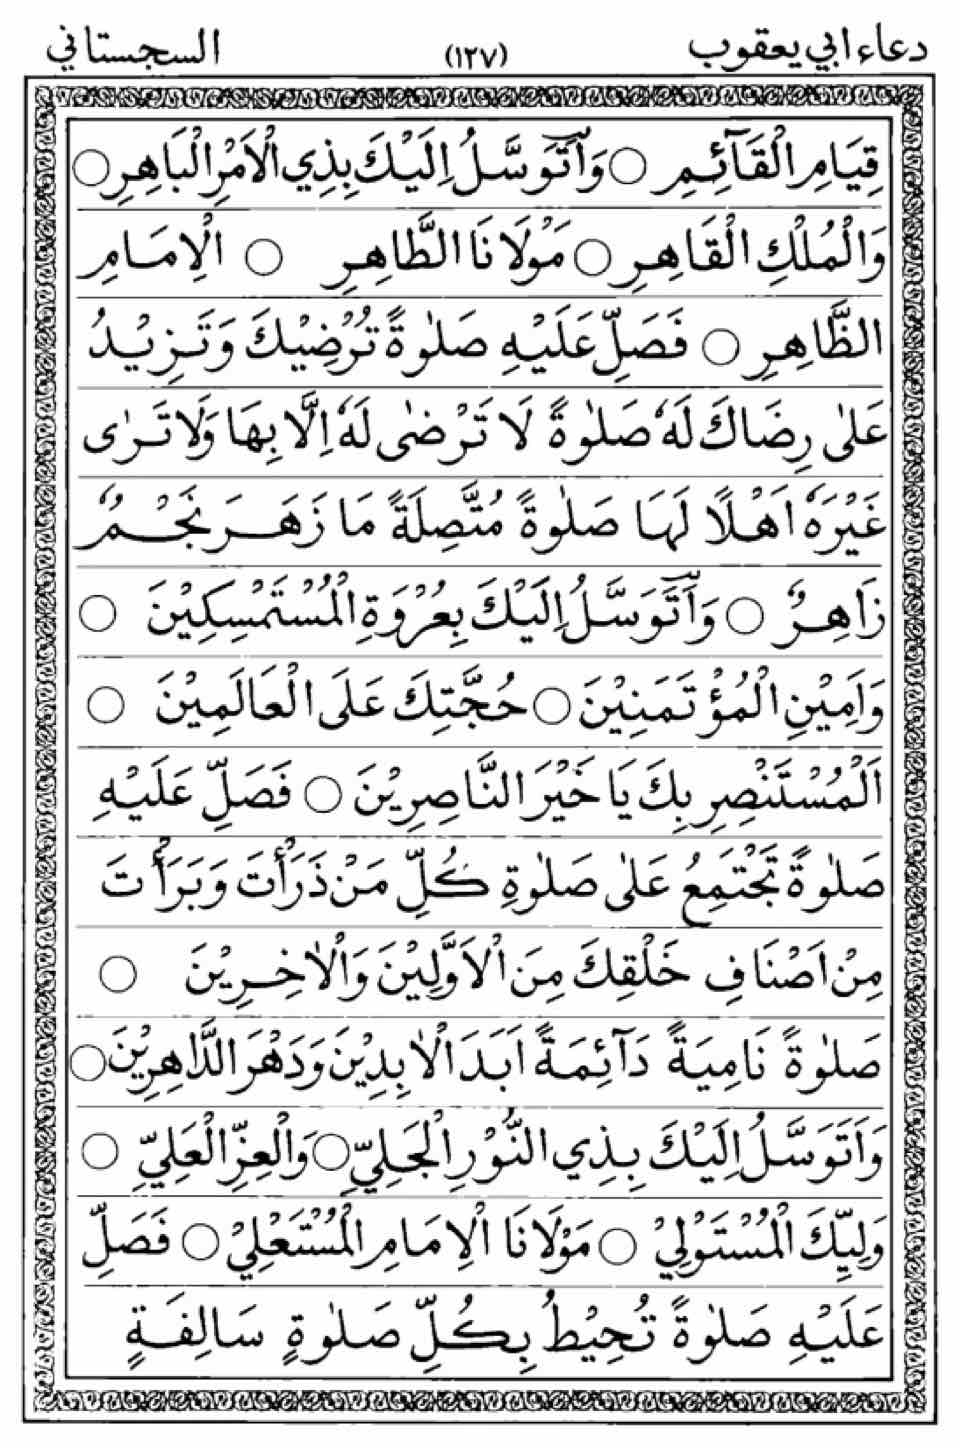 دعاء ابي يعقوب (١٢٧) السجستاني
قِيَامِ الْقَآئِمِ ○ وَاَتَوَسَّلُ اِلَيْكَ بِذِي الْاَمْرِ الْبَاهِرِ ○
وَالْمُلْكِ الْقَاهِرِ ○ مَوْلَانَا الظَّاهِرِ ○ الْاِمَامِ
الظَّاهِرِ ○ فَصَلِّ عَلَيْهِ صَلٰوةً تُرْضِيْكَ وَتَزِيْدُ
عَلٰى رِضَاكَ لَهٗ صَلٰوةً لَا تَرْضٰى لَهٗ اِلَّا بِهَا وَلَا تَرٰى
غَيْرَهٗ اَهْلًا لَهَا صَلٰوةً مُتَّصِلَةً مَا زَهَرَ نَجْمٌ
زَاهِرٌ ○ وَاَتَوَسَّلُ اِلَيْكَ بِعُرْوَةِ الْمُسْتَمْسِكِيْنَ ○
وَاَمِيْنِ الْمُؤْتَمَنِيْنَ ○ حُجَّتِكَ عَلَى الْعَالَمِيْنَ ○
اَلْمُسْتَنْصِرِ بِكَ يَا خَيْرَ النَّاصِرِيْنَ ○ فَصَلِّ عَلَيْهِ
صَلٰوةً تَجْتَمِعُ عَلٰى صَلٰوةِ كُلِّ مَنْ ذَرَأْتَ وَبَرَأْتَ
مِنْ اَصْنَافِ خَلْقِكَ مِنَ الْاَوَّلِيْنَ وَالْاٰخِرِيْنَ ○
صَلٰوةً نَامِيَةً دَآئِمَةً اَبَدَ الْاٰبِدِيْنَ وَدَهْرَ الدَّاهِرِيْنَ ○
وَاَتَوَسَّلُ اِلَيْكَ بِذِي النُّوْرِ الْجَلِيِّ ○ وَالْعِزِّ الْعَلِيِّ ○
وَلِيِّكَ الْمُسْتَوْلِيْ ○ مَوْلَانَا الْاِمَامِ الْمُسْتَعْلِيْ ○ فَصَلِّ
عَلَيْهِ صَلٰوةً تُحِيْطُ بِكُلِّ صَلٰوةٍ سَالِفَةٍ